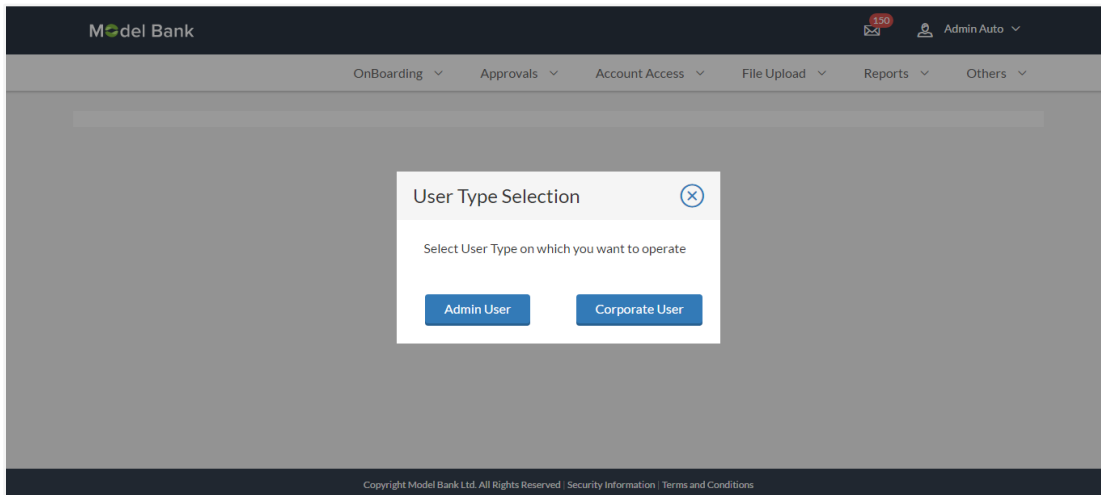 Model Bank
150
Admin Auto
OnBoarding Approvals Account Access File Upload Reports Others
User Type Selection
Select User Type on which you want to operate
Admin User Corporate User
Copyright Model Bank Ltd. All Rights Reserved | Security Information | Terms and Conditions